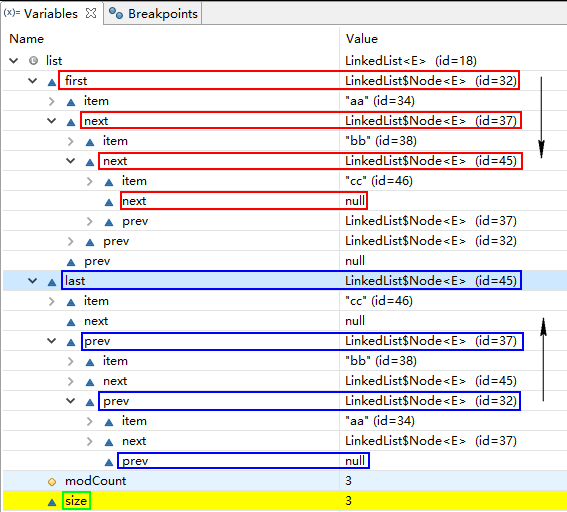 (x)= Variables Breakpoints
Name Value
list LinkedList<E> (id=18)
first LinkedList$Node<E> (id=32)
item "aa" (id=34)
next LinkedList$Node<E> (id=37)
item "bb" (id=38)
next LinkedList$Node<E> (id=45)
item "cc" (id=46)
next null
prev LinkedList$Node<E> (id=37)
prev LinkedList$Node<E> (id=32)
prev null
last LinkedList$Node<E> (id=45)
item "cc" (id=46)
next null
prev LinkedList$Node<E> (id=37)
item "bb" (id=38)
next LinkedList$Node<E> (id=45)
prev LinkedList$Node<E> (id=32)
item "aa" (id=34)
next LinkedList$Node<E> (id=37)
prev null
modCount 3
size 3